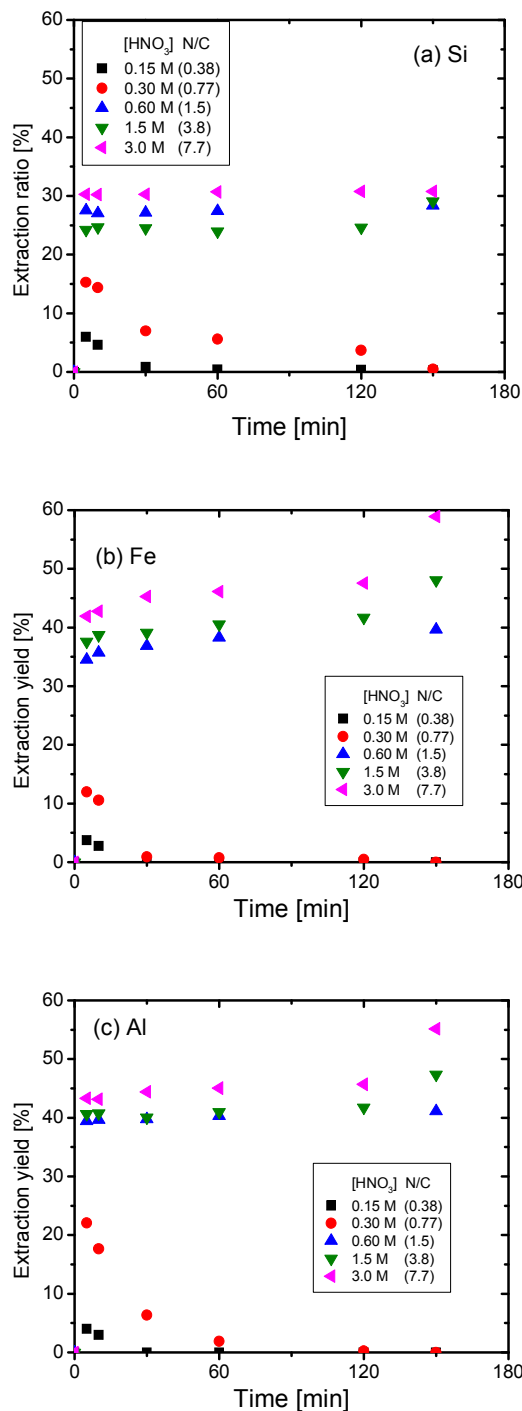 60
50
40
30
20
10
0
Extraction ratio [%]
[HNO3] N/C
0.15 M (0.38)
0.30 M (0.77)
0.60 M (1.5)
1.5 M (3.8)
3.0 M (7.7)
(a) Si
0 60 120 180
Time [min]
60
50
40
30
20
10
0
Extraction yield [%]
(b) Fe
[HNO3] N/C
0.15 M (0.38)
0.30 M (0.77)
0.60 M (1.5)
1.5 M (3.8)
3.0 M (7.7)
0 60 120 180
Time [min]
60
50
40
30
20
10
0
Extraction yield [%]
(c) Al
[HNO3] N/C
0.15 M (0.38)
0.30 M (0.77)
0.60 M (1.5)
1.5 M (3.8)
3.0 M (7.7)
0 60 120 180
Time [min]